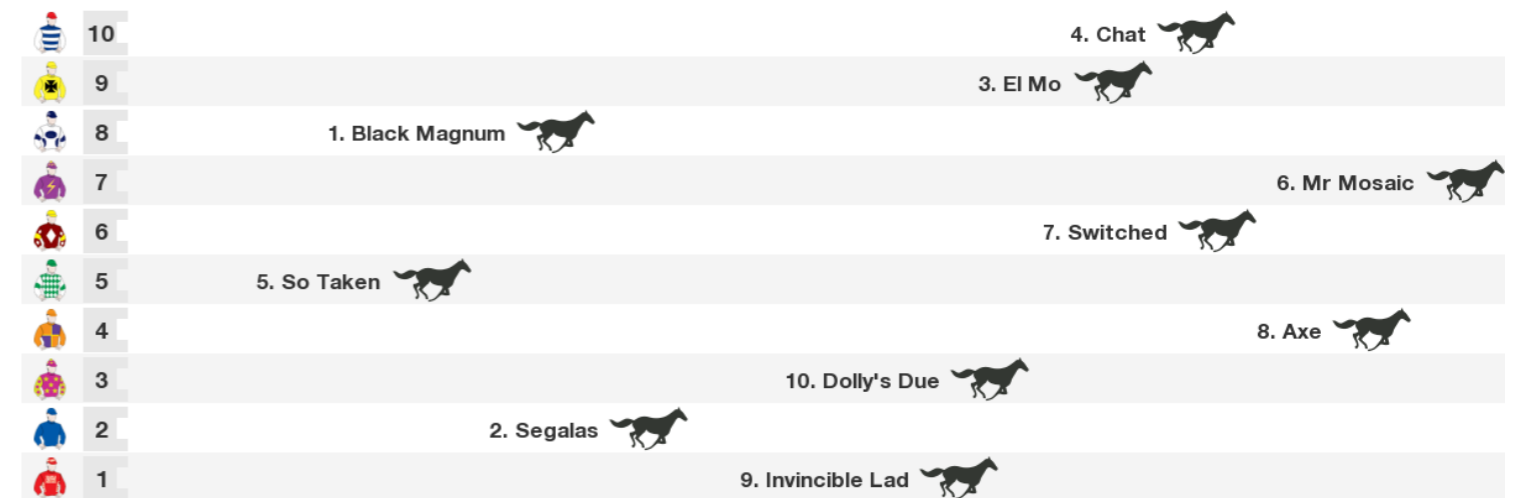 10 4. Chat
9 3. El Mo
8 1. Black Magnum
7 6. Mr Mosaic
6 7. Switched
5 5. So Taken
4 8. Axe
3 10. Dolly's Due
2 2. Segalas
1 9. Invincible Lad